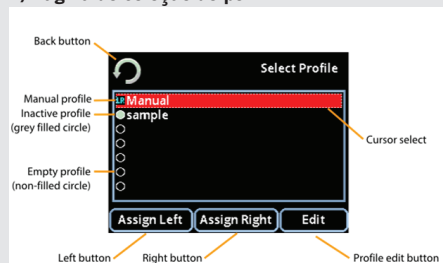 Back button
Select Profile
Manual profile
LR Manual
Inactive profile
(grey filled circle)
sample
Cursor select
Empty profile
(non-filled circle)
Assign Left
Assign Right
Edit
Left button
Right button
Profile edit button